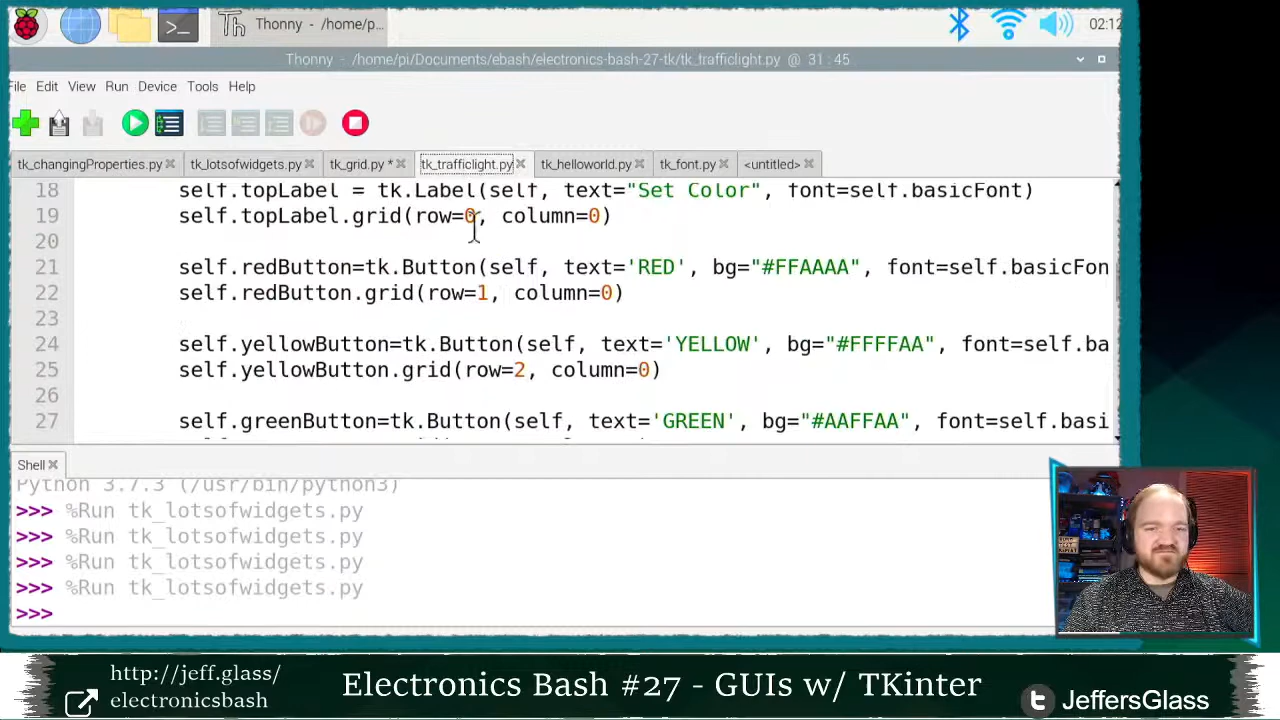 Thonny - /home/p...
02:12
Thonny - /home/pi/Documents/ebash/electronics-bash-27-tk/tk_trafficlight.py @ 31 : 45
File Edit View Run Device Tools Help
tk_changingProperties.py tk_lotsofwidgets.py tk_grid.py * tk_trafficlight.py tk_helloworld.py tk_font.py <untitled>
18 self.topLabel = tk.Label(self, text="Set Color", font=self.basicFont)
19 self.topLabel.grid(row=0, column=0)
20
21 self.redButton=tk.Button(self, text='RED', bg="#FFAAAA", font=self.basicFon
22 self.redButton.grid(row=1, column=0)
23
24 self.yellowButton=tk.Button(self, text='YELLOW', bg="#FFFFAA", font=self.ba
25 self.yellowButton.grid(row=2, column=0)
26
27 self.greenButton=tk.Button(self, text='GREEN', bg="#AAFFAA", font=self.basi
Shell
Python 3.7.3 (/usr/bin/python3)
>>> %Run tk_lotsofwidgets.py
>>> %Run tk_lotsofwidgets.py
>>> %Run tk_lotsofwidgets.py
>>> %Run tk_lotsofwidgets.py
>>>
http://jeff.glass/
electronicsbash
Electronics Bash #27 - GUIs w/ TKinter
JeffersGlass